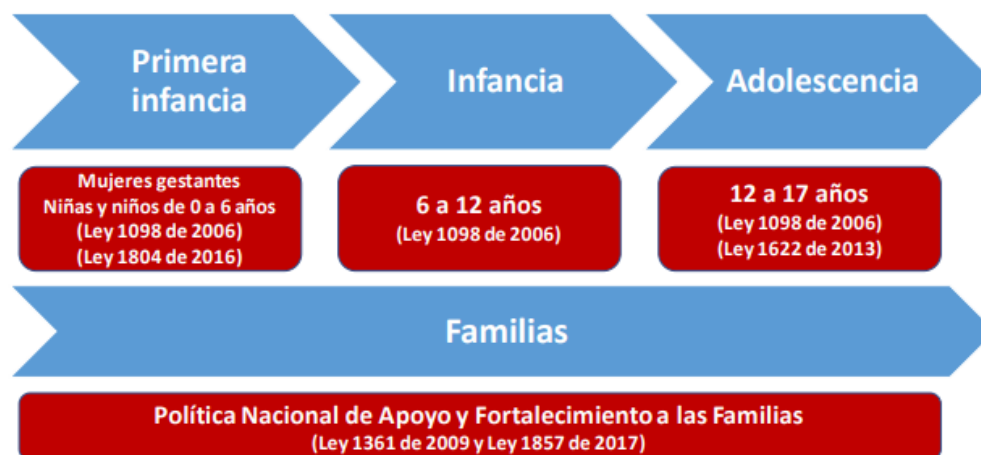 Primera
infancia
Infancia
Adolescencia
Mujeres gestantes
Niñas y niños de 0 a 6 años
(Ley 1098 de 2006)
(Ley 1804 de 2016)
6 a 12 años
(Ley 1098 de 2006)
12 a 17 años
(Ley 1098 de 2006)
(Ley 1622 de 2013)
Familias
Política Nacional de Apoyo y Fortalecimiento a las Familias
(Ley 1361 de 2009 y Ley 1857 de 2017)